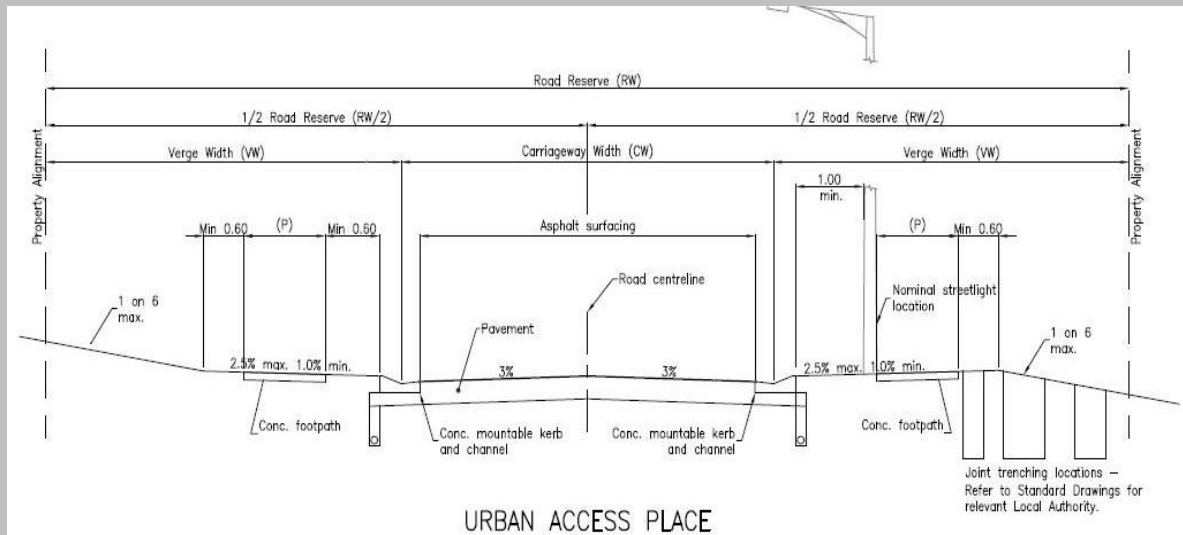 Road Reserve (RW)
1/2 Road Reserve (RW/2)
1/2 Road Reserve (RW/2)
Property Alignment
Verge Width (VW)
Carriageway Width (CW)
Verge Width (VW)
Property Alignment
1.00
min.
Min 0.60
(P)
Min 0.60
Asphalt surfacing
(P)
Min 0.60
Road centreline
Nominal streetlight
location
1 on 6
max.
Pavement
1 on 6
max.
2.5% max. 1.0% min.
3%
3%
2.5% max. 1.0% min.
Conc. footpath
Conc. mountable kerb
and channel
Conc. mountable kerb
and channel
Conc. footpath
Joint trenching locations –
Refer to Standard Drawings for
relevant Local Authority.
URBAN ACCESS PLACE